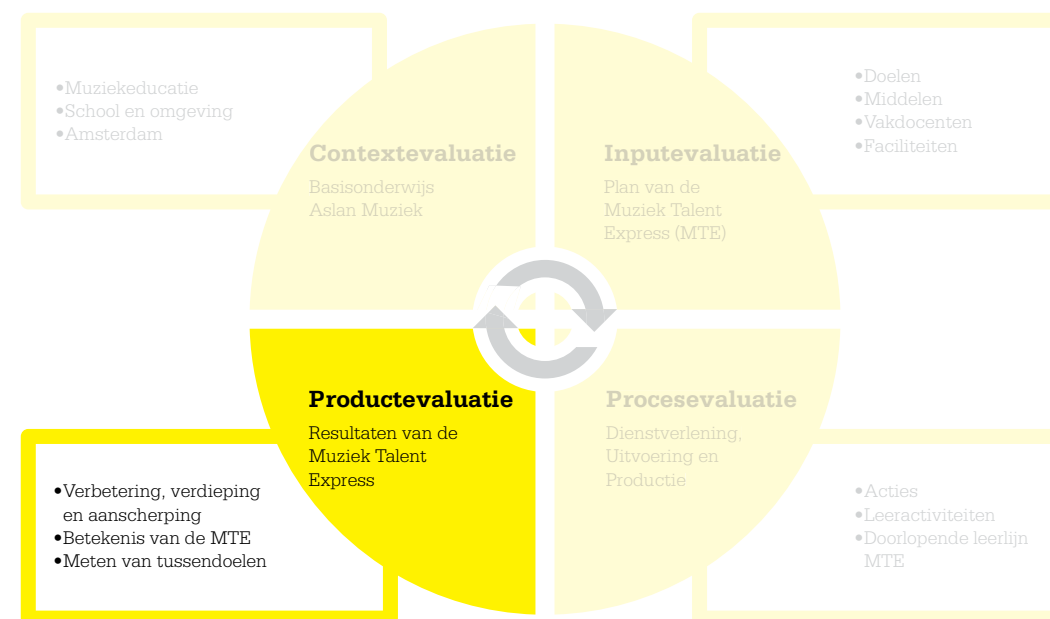 •Muziekeducatie
•School en omgeving
•Amsterdam
Contextevaluatie
Basisonderwijs
Aslan Muziek
Inputevaluatie
Plan van de
Muziek Talent
Express (MTE)
•Doelen
•Middelen
•Vakdocenten
•Faciliteiten
Productevaluatie
Resultaten van de
Muziek Talent
Express
•Verbetering, verdieping
en aanscherping
•Betekenis van de MTE
•Meten van tussendoelen
Procesevaluatie
Dienstverlening,
Uitvoering en
Productie
•Acties
•Leeractiviteiten
•Doorlopende leerlijn
MTE